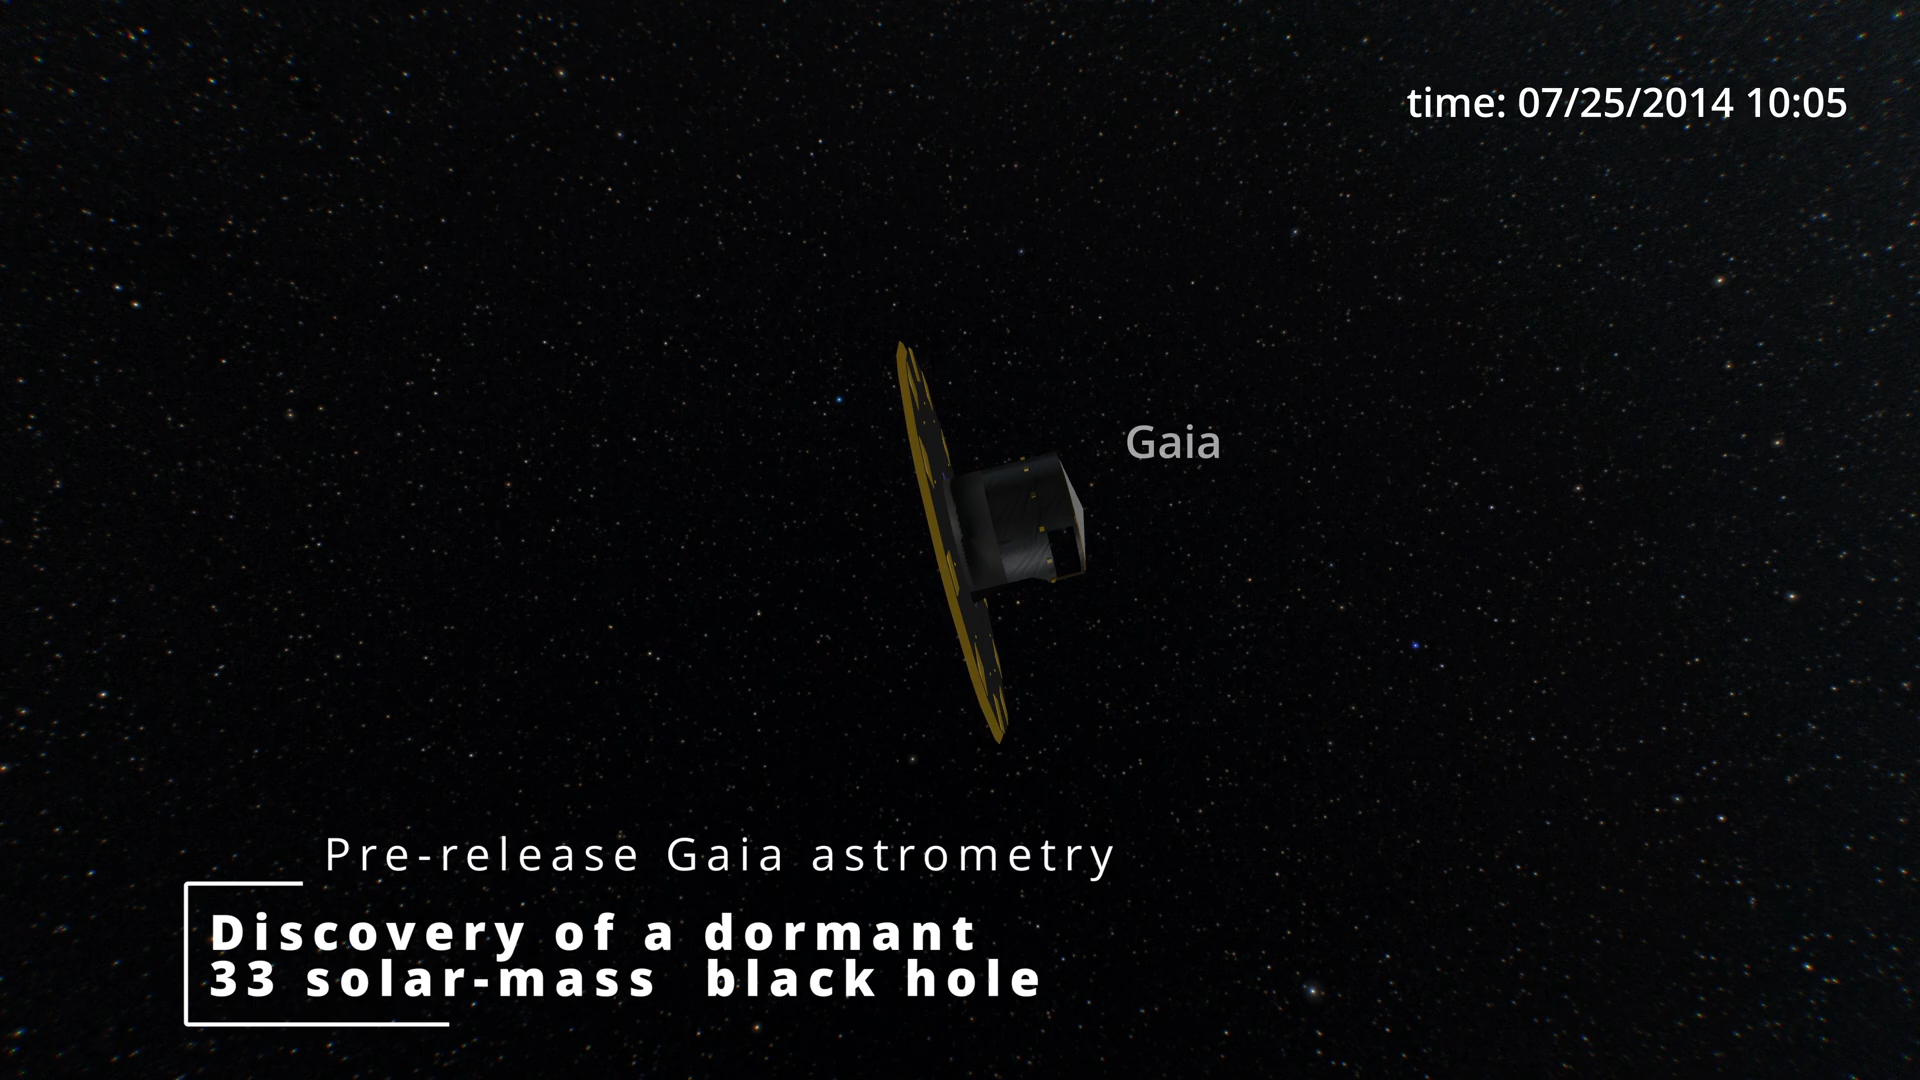 time: 07/25/2014 10:05
Gaia
Pre-release Gaia astrometry
Discovery of a dormant
33 solar-mass black hole